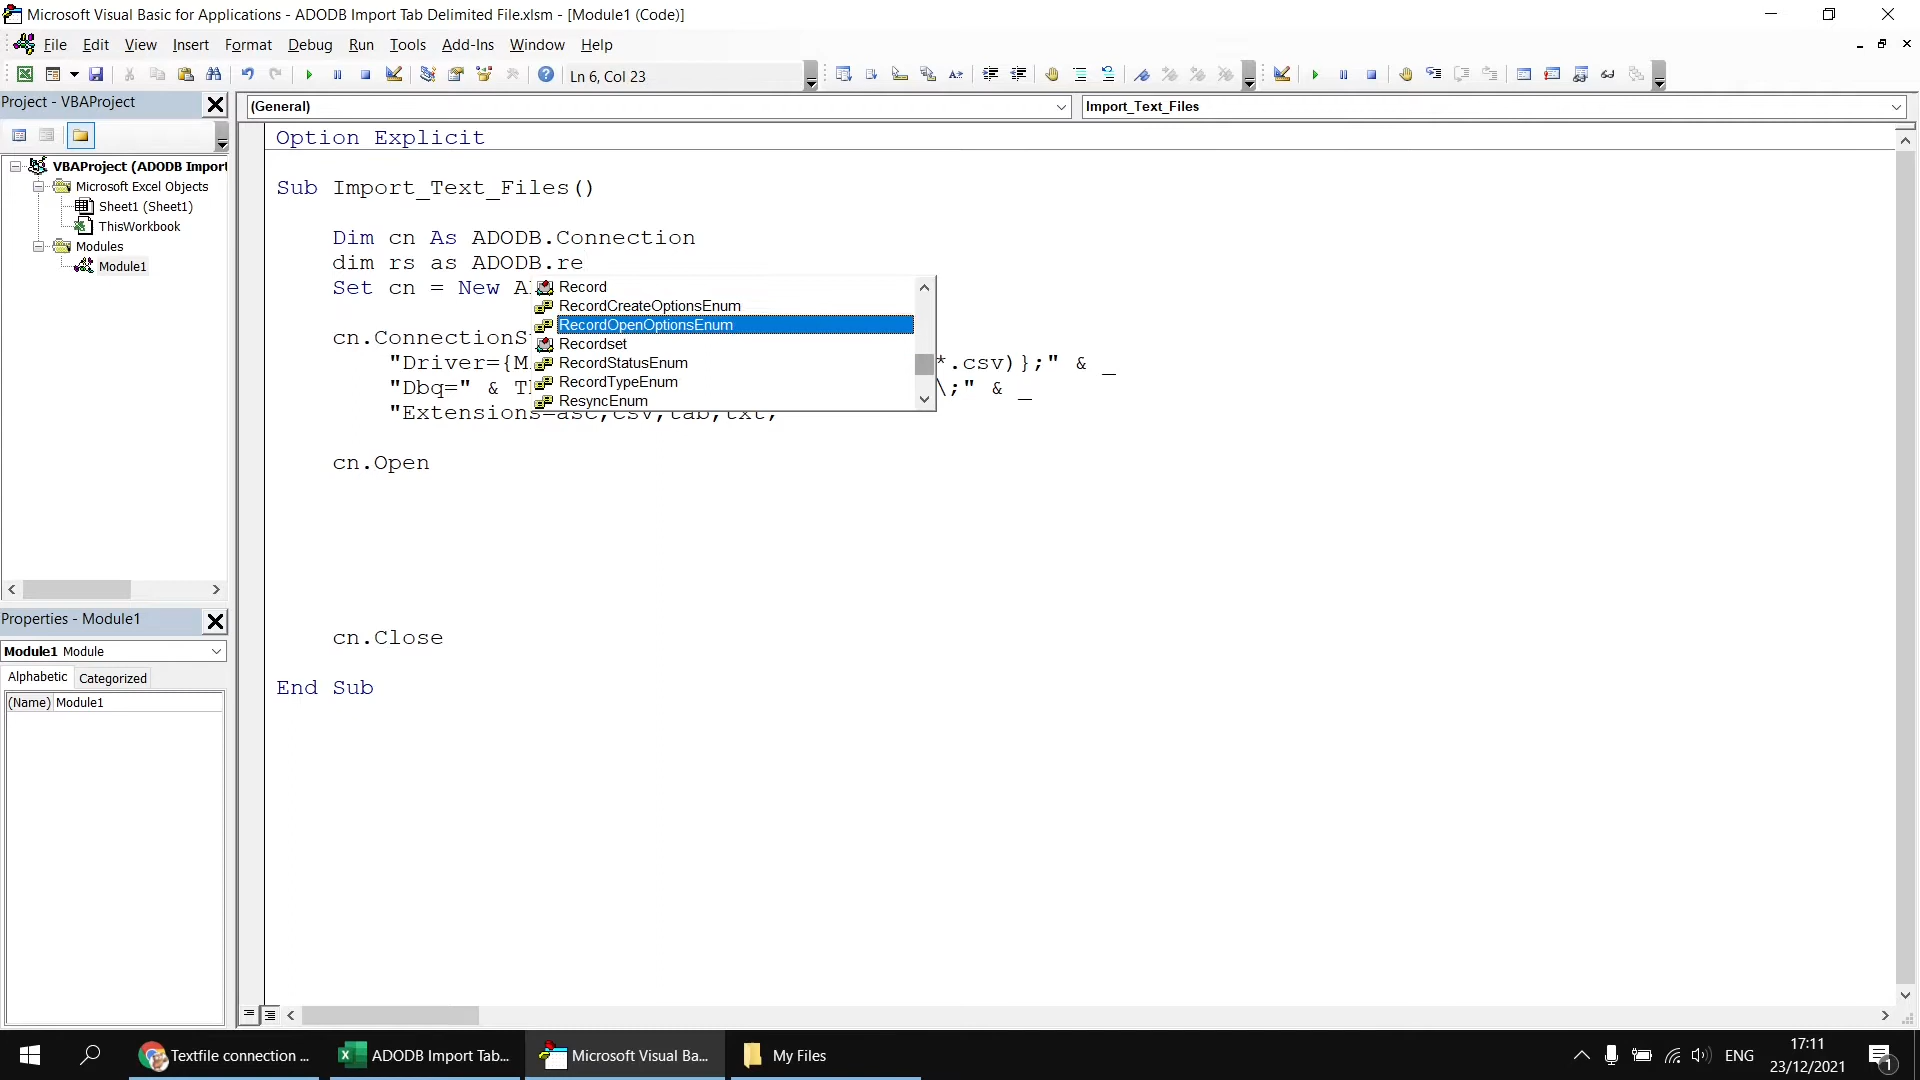 Microsoft Visual Basic for Applications - ADODB Import Tab Delimited File.xlsm - [Module1 (Code)]
File Edit View Insert Format Debug Run Tools Add-Ins Window Help
Ln 6, Col 23
Project - VBAProject
(General)
Import_Text_Files
VBAProject (ADODB Import
Microsoft Excel Objects
Sheet1 (Sheet1)
ThisWorkbook
Modules
Module1
Option Explicit
Sub Import_Text_Files()
Dim cn As ADODB.Connection
dim rs as ADODB.re
Set cn = New A
cn.ConnectionS
"Driver={M *.csv)};" & _
"Dbq=" & T \;" & _
"Extensions=asc,csv,tab,txt;
cn.Open
cn.Close
End Sub
Record
RecordCreateOptionsEnum
RecordOpenOptionsEnum
Recordset
RecordStatusEnum
RecordTypeEnum
ResyncEnum
Properties - Module1
Module1 Module
Alphabetic Categorized
(Name) Module1
Textfile connection ...
ADODB Import Tab...
Microsoft Visual Ba...
My Files
ENG
17:11
23/12/2021
1